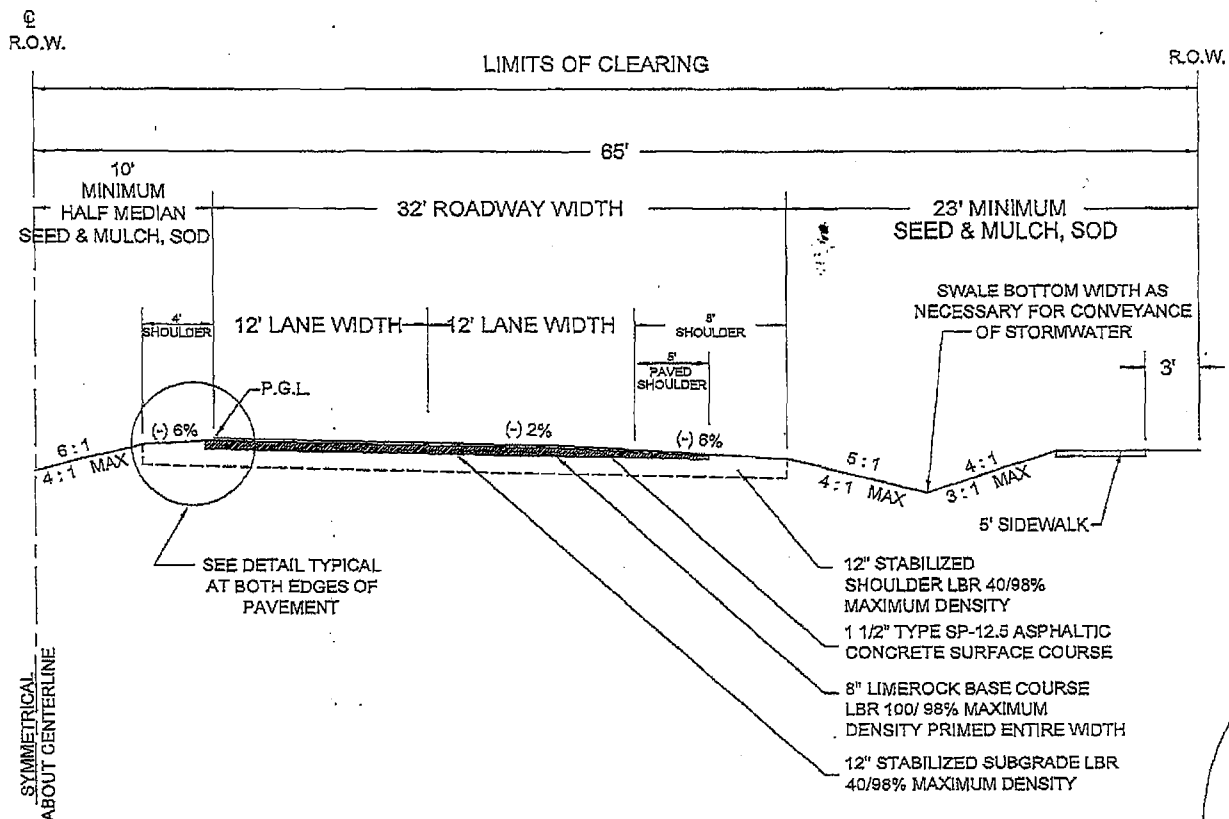 ℄
R.O.W.
R.O.W.
LIMITS OF CLEARING
65'
10'
MINIMUM
HALF MEDIAN
SEED & MULCH, SOD
32' ROADWAY WIDTH
23' MINIMUM
SEED & MULCH, SOD
SWALE BOTTOM WIDTH AS
NECESSARY FOR CONVEYANCE
OF STORMWATER
4'
SHOULDER
12' LANE WIDTH
12' LANE WIDTH
8'
SHOULDER
5'
PAVED
SHOULDER
3'
P.G.L.
(-) 6%
(-) 2%
(-) 6%
6:1
4:1 MAX
5:1
4:1 MAX
4:1
3:1 MAX
5' SIDEWALK
SEE DETAIL TYPICAL
AT BOTH EDGES OF
PAVEMENT
12" STABILIZED
SHOULDER LBR 40/98%
MAXIMUM DENSITY
1 1/2" TYPE SP-12.5 ASPHALTIC
CONCRETE SURFACE COURSE
8" LIMEROCK BASE COURSE
LBR 100/ 98% MAXIMUM
DENSITY PRIMED ENTIRE WIDTH
12" STABILIZED SUBGRADE LBR
40/98% MAXIMUM DENSITY
SYMMETRICAL
ABOUT CENTERLINE